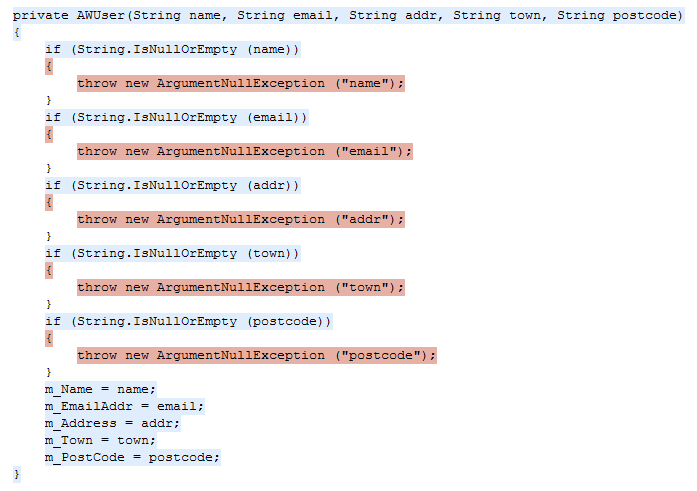 private AWUser(String name, String email, String addr, String town, String postcode)
{
    if (String.IsNullOrEmpty (name))
    {
        throw new ArgumentNullException ("name");
    }
    if (String.IsNullOrEmpty (email))
    {
        throw new ArgumentNullException ("email");
    }
    if (String.IsNullOrEmpty (addr))
    {
        throw new ArgumentNullException ("addr");
    }
    if (String.IsNullOrEmpty (town))
    {
        throw new ArgumentNullException ("town");
    }
    if (String.IsNullOrEmpty (postcode))
    {
        throw new ArgumentNullException ("postcode");
    }
    m_Name = name;
    m_EmailAddr = email;
    m_Address = addr;
    m_Town = town;
    m_PostCode = postcode;
}